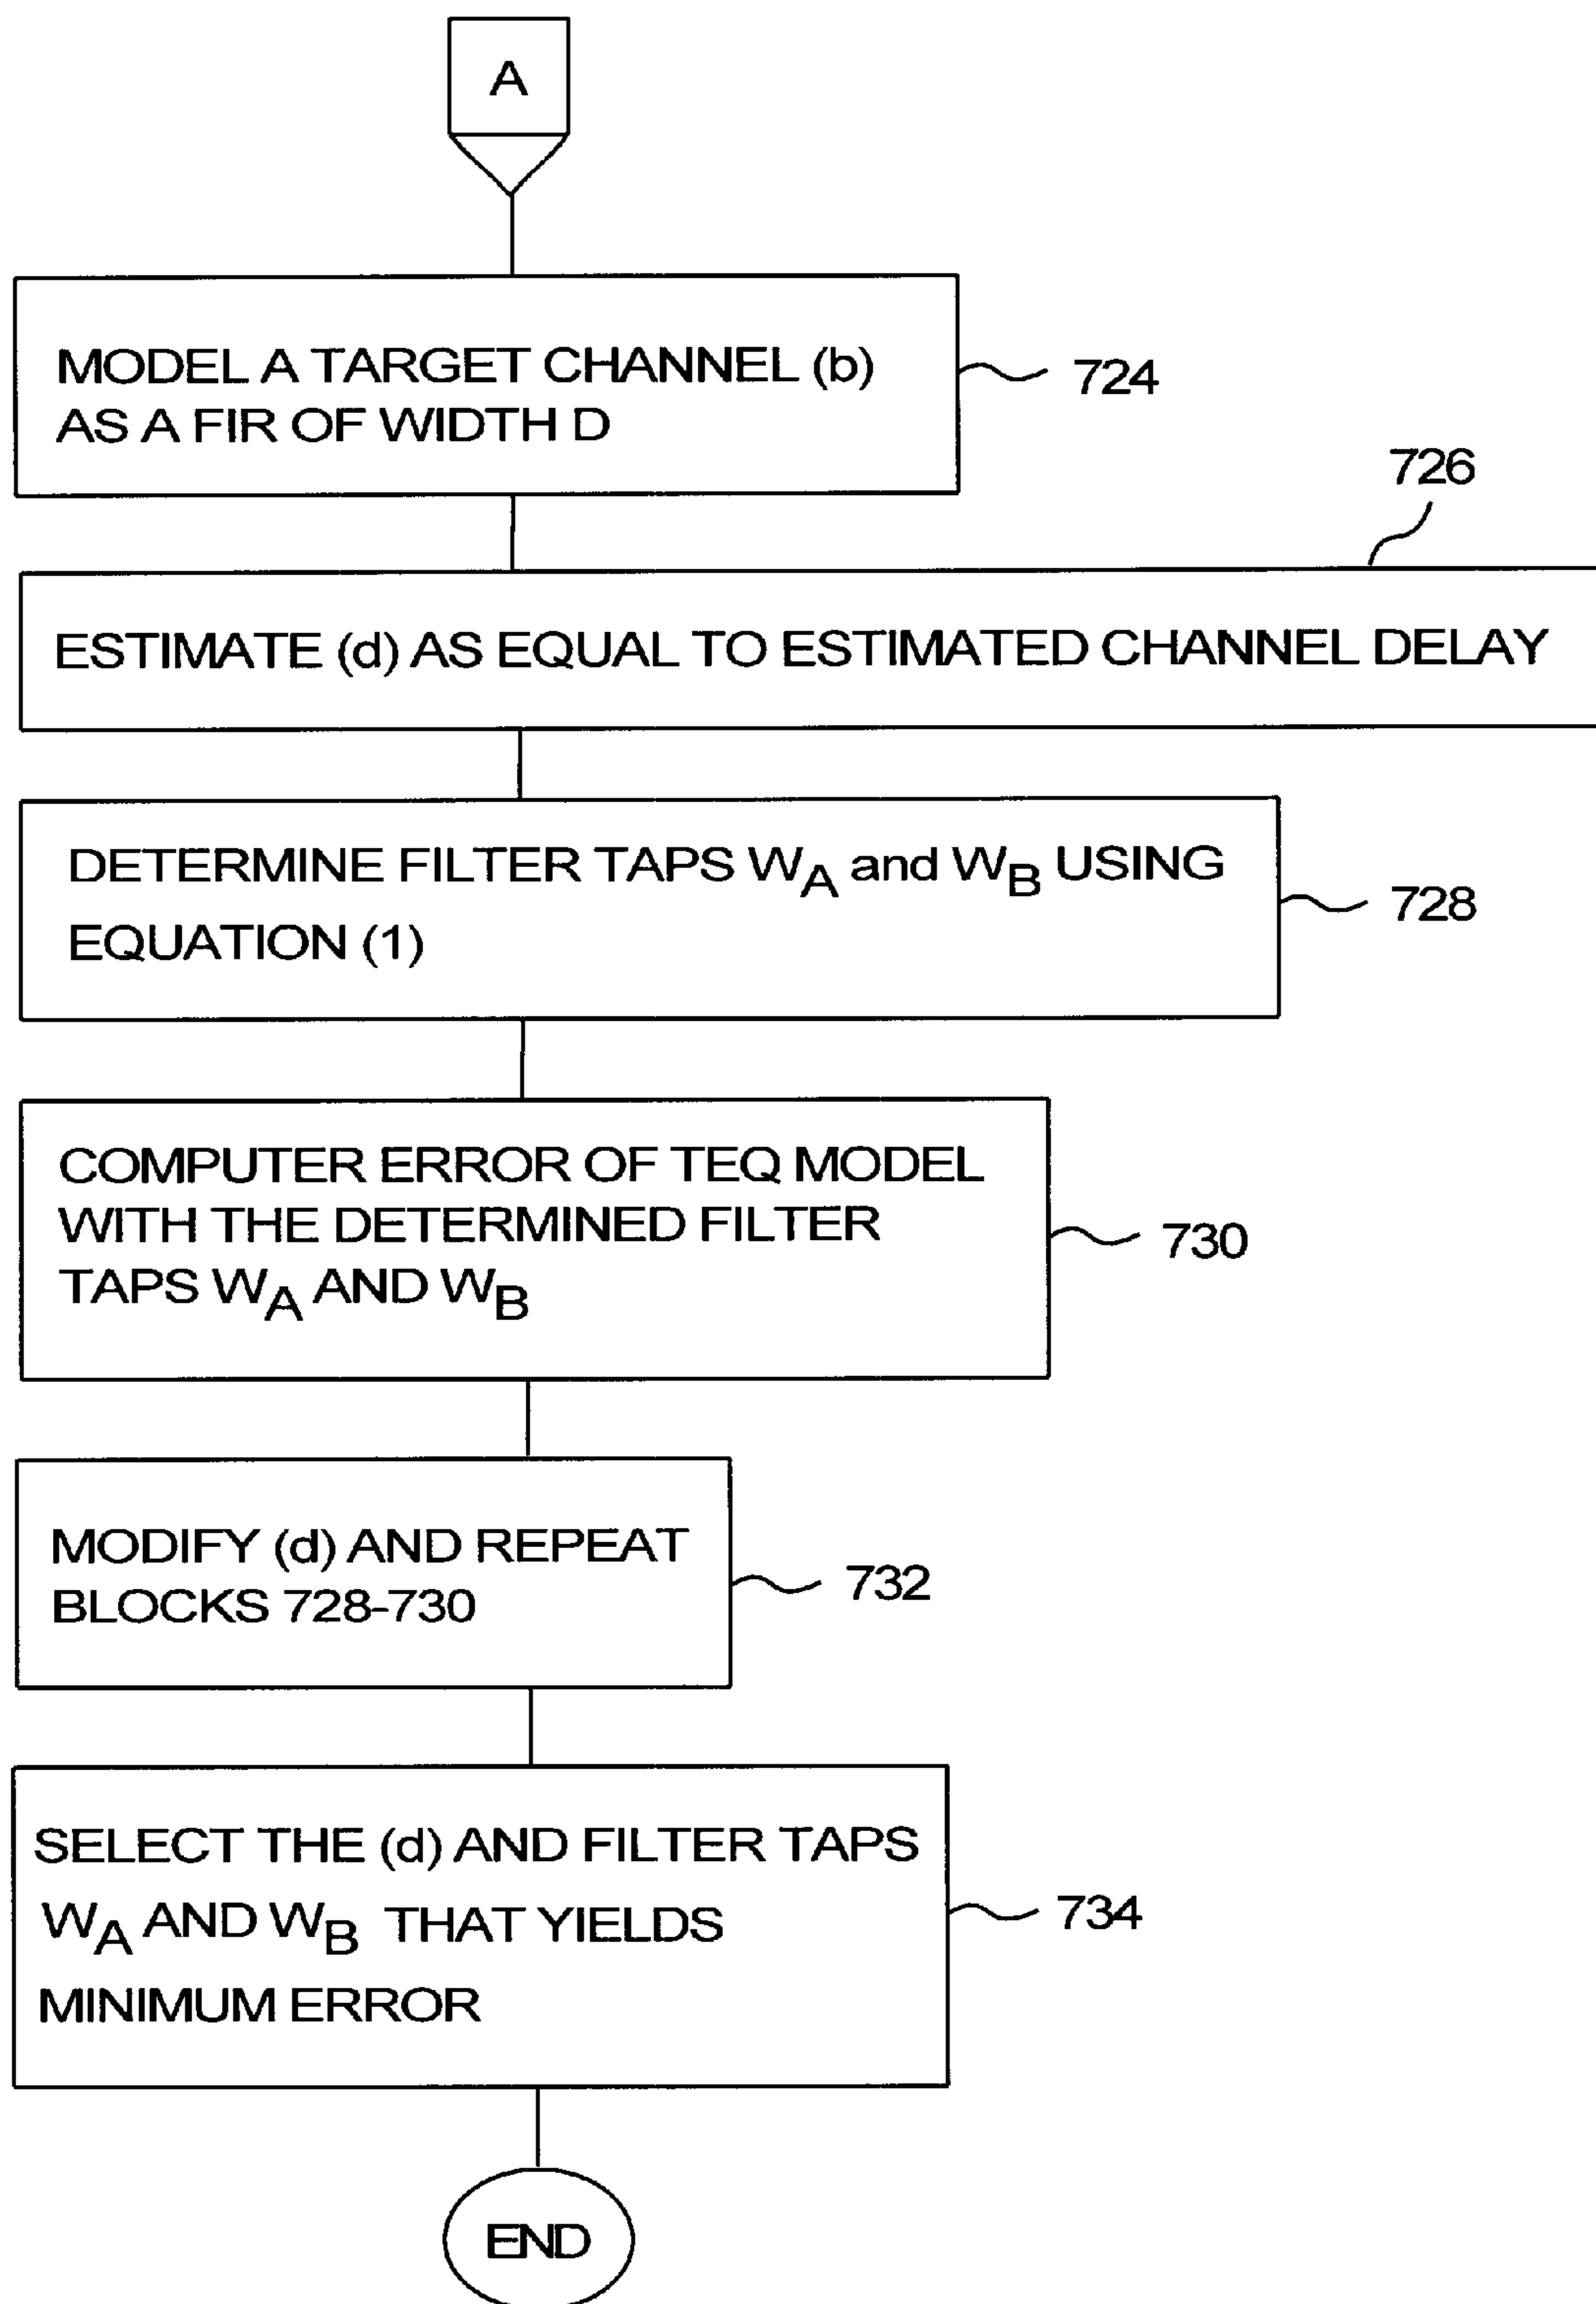 A
MODEL A TARGET CHANNEL (b)
AS A FIR OF WIDTH D
724
726
ESTIMATE (d) AS EQUAL TO ESTIMATED CHANNEL DELAY
DETERMINE FILTER TAPS WA and WB USING
EQUATION (1)
728
COMPUTER ERROR OF TEQ MODEL
WITH THE DETERMINED FILTER
TAPS WA AND WB
730
MODIFY (d) AND REPEAT
BLOCKS 728-730
732
SELECT THE (d) AND FILTER TAPS
WA AND WB THAT YIELDS
MINIMUM ERROR
734
END